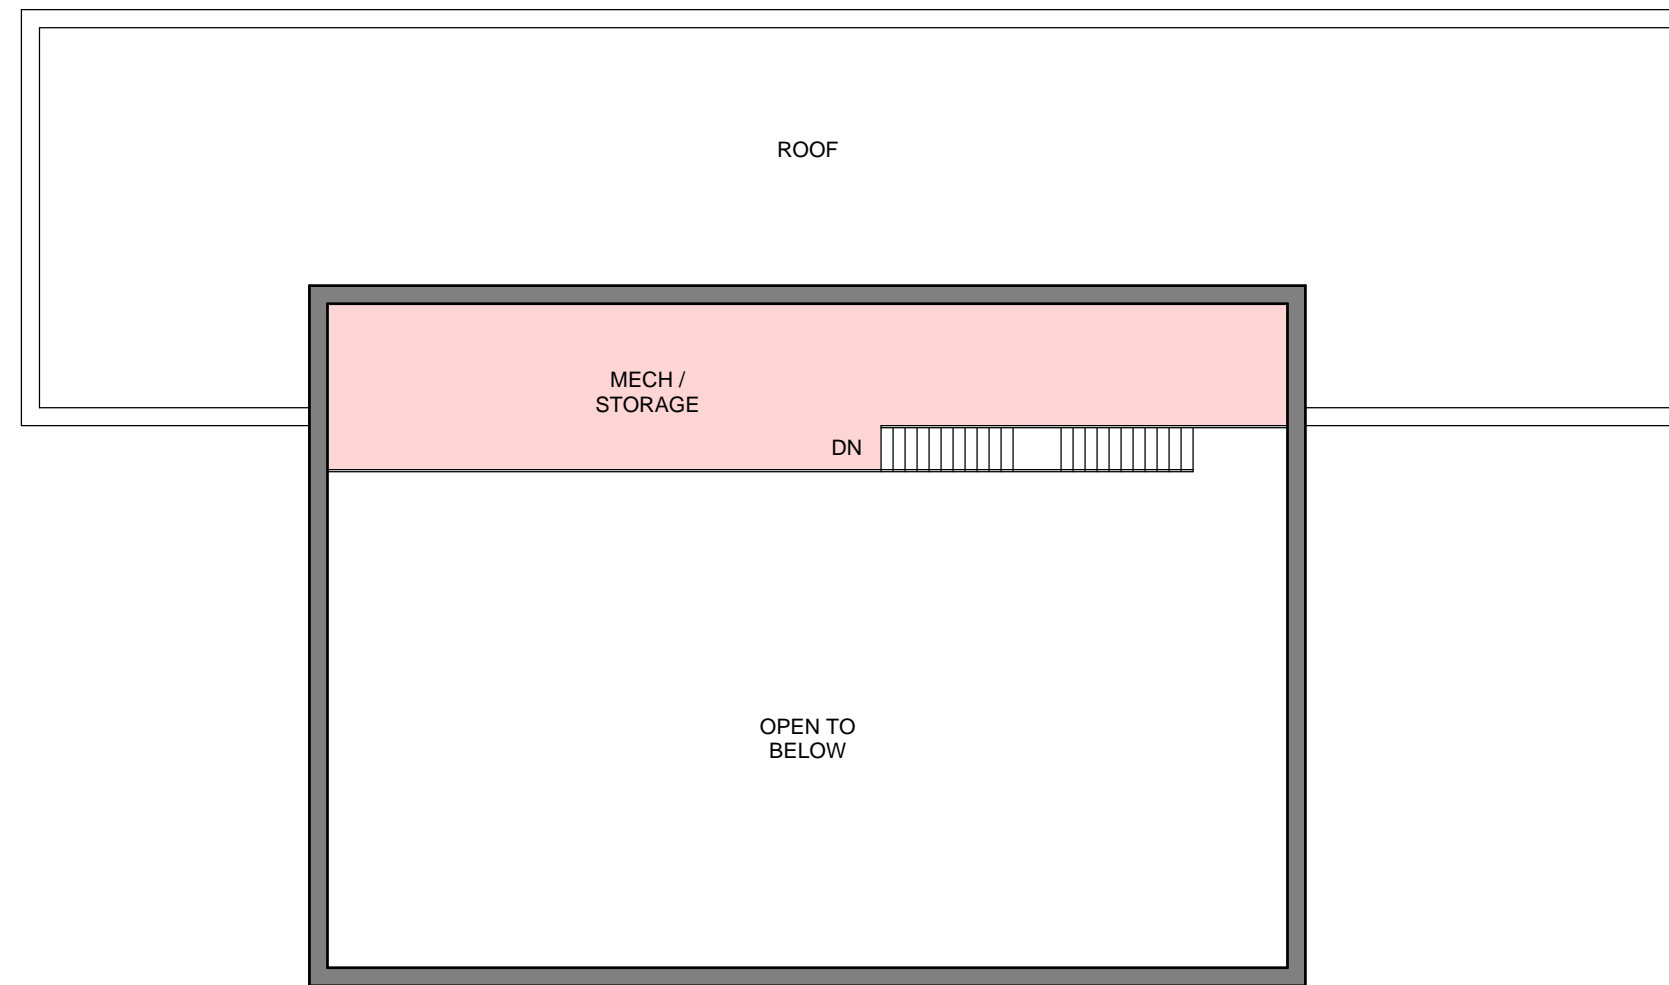 ROOF
MECH /
STORAGE
DN
OPEN TO
BELOW